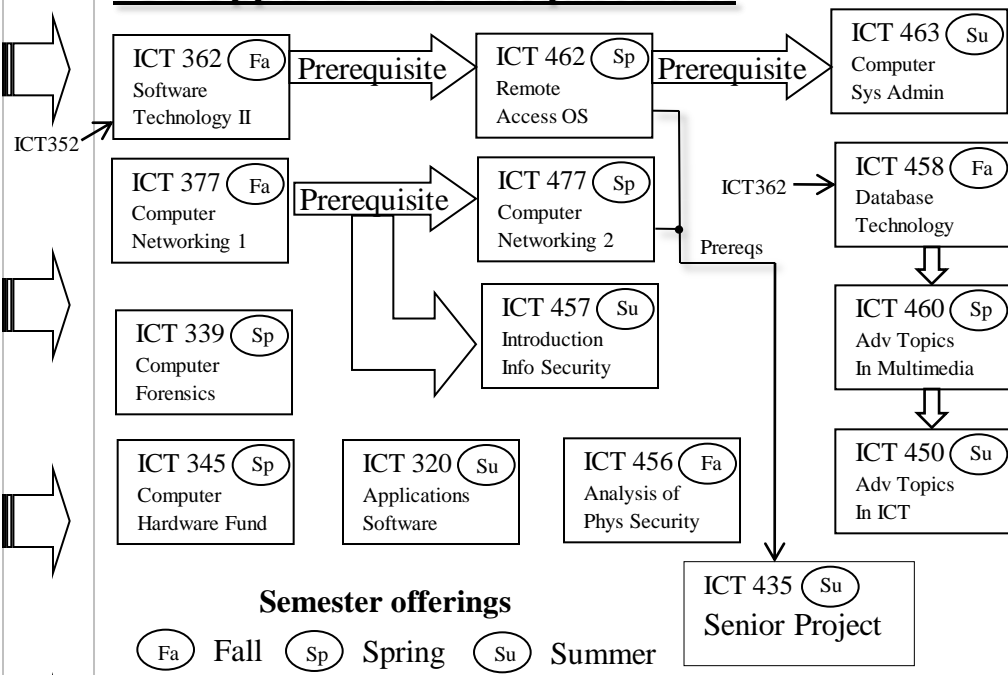 ICT 362 Fa
Software
Technology II
Prerequisite
ICT 462 Sp
Remote
Access OS
Prerequisite
ICT 463 Su
Computer
Sys Admin
ICT352
ICT 377 Fa
Computer
Networking 1
Prerequisite
ICT 477 Sp
Computer
Networking 2
ICT362
ICT 458 Fa
Database
Technology
Prereqs
ICT 339 Sp
Computer
Forensics
ICT 457 Su
Introduction
Info Security
ICT 460 Sp
Adv Topics
In Multimedia
ICT 345 Sp
Computer
Hardware Fund
ICT 320 Su
Applications
Software
ICT 456 Fa
Analysis of
Phys Security
ICT 450 Su
Adv Topics
In ICT
ICT 435 Su
Senior Project
Semester offerings
Fa Fall Sp Spring Su Summer